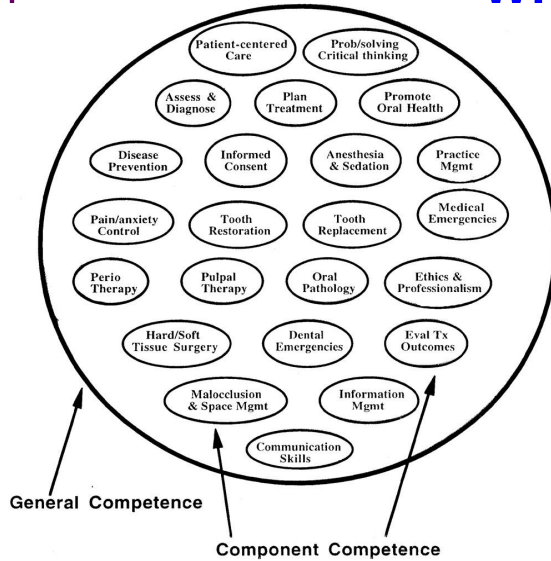 Patient-centered
Care
Prob/solving
Critical thinking
Assess &
Diagnose
Plan
Treatment
Promote
Oral Health
Disease
Prevention
Informed
Consent
Anesthesia
& Sedation
Practice
Mgmt
Pain/anxiety
Control
Tooth
Restoration
Tooth
Replacement
Medical
Emergencies
Perio
Therapy
Pulpal
Therapy
Oral
Pathology
Ethics &
Professionalism
Hard/Soft
Tissue Surgery
Dental
Emergencies
Eval Tx
Outcomes
Malocclusion
& Space Mgmt
Information
Mgmt
Communication
Skills
General Competence
Component Competence